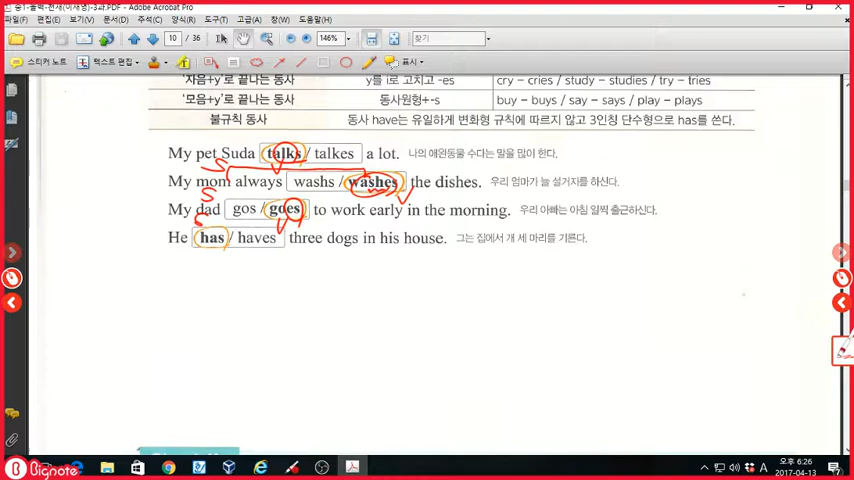 중1-출핵-천재(이재영)-3과.PDF - Adobe Acrobat Pro
파일(F) 편집(E) 보기(V) 문서(D) 주석(C) 양식(R) 도구(T) 고급(A) 창(W) 도움말(H)
10 / 36 146% 찾기
스티커 노트 텍스트 편집 표시
'자음+y'로 끝나는 동사 y를 i로 고치고 -es cry – cries / study – studies / try – tries
'모음+y'로 끝나는 동사 동사원형+-s buy – buys / say – says / play – plays
불규칙 동사 동사 have는 유일하게 변화형 규칙에 따르지 않고 3인칭 단수형으로 has를 쓴다.
My pet Suda talks / talkes a lot. 나의 애완동물 수다는 말을 많이 한다.
S
My mom always washs / washes the dishes. 우리 엄마가 늘 설거지를 하신다.
S
My dad gos / goes to work early in the morning. 우리 아빠는 아침 일찍 출근하신다.
S
He has / haves three dogs in his house. 그는 집에서 개 세 마리를 기른다.
Bignote
A 오후 6:26
2017-04-13